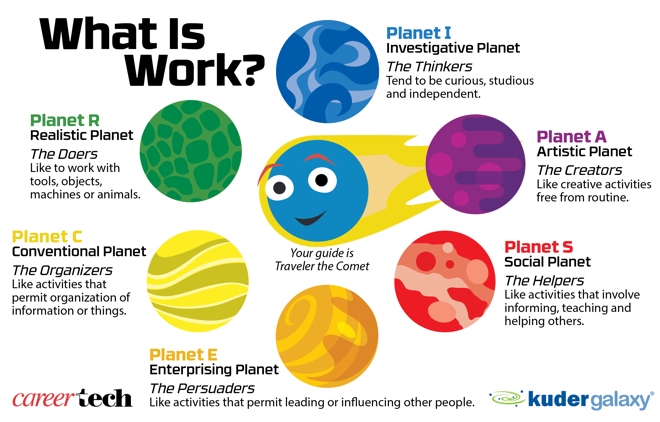 What Is
Work?
Planet I
Investigative Planet
The Thinkers
Tend to be curious, studious
and independent.
Planet R
Realistic Planet
The Doers
Like to work with
tools, objects,
machines or animals.
Planet A
Artistic Planet
The Creators
Like creative activities
free from routine.
Planet C
Conventional Planet
The Organizers
Like activities that
permit organization of
information or things.
Your guide is
Traveler the Comet
Planet S
Social Planet
The Helpers
Like activities that involve
informing, teaching and
helping others.
Planet E
Enterprising Planet
The Persuaders
Like activities that permit leading or influencing other people.
careertech
kudergalaxy®